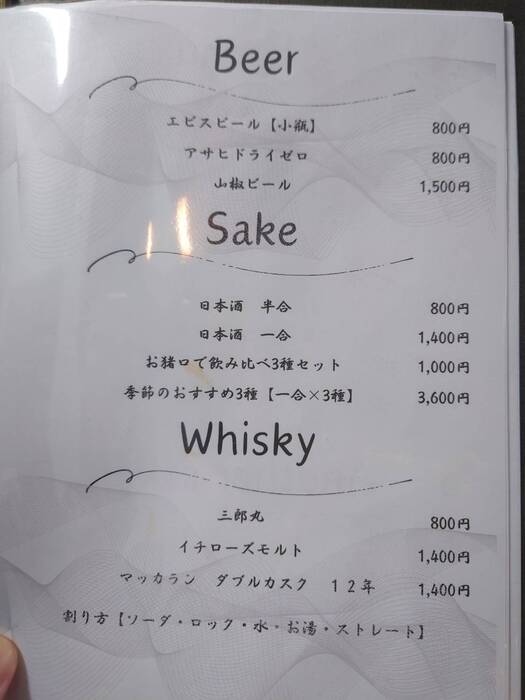 Beer
エビスビール【小瓶】 800円
アサヒドライゼロ 800円
山椒ビール 1,500円
Sake
日本酒 半合 800円
日本酒 一合 1,400円
お猪口で飲み比べ3種セット 1,000円
季節のおすすめ3種【一合×3種】 3,600円
Whisky
三郎丸 800円
イチローズモルト 1,400円
マッカラン ダブルカスク 12年 1,400円
割り方【ソーダ・ロック・水・お湯・ストレート】